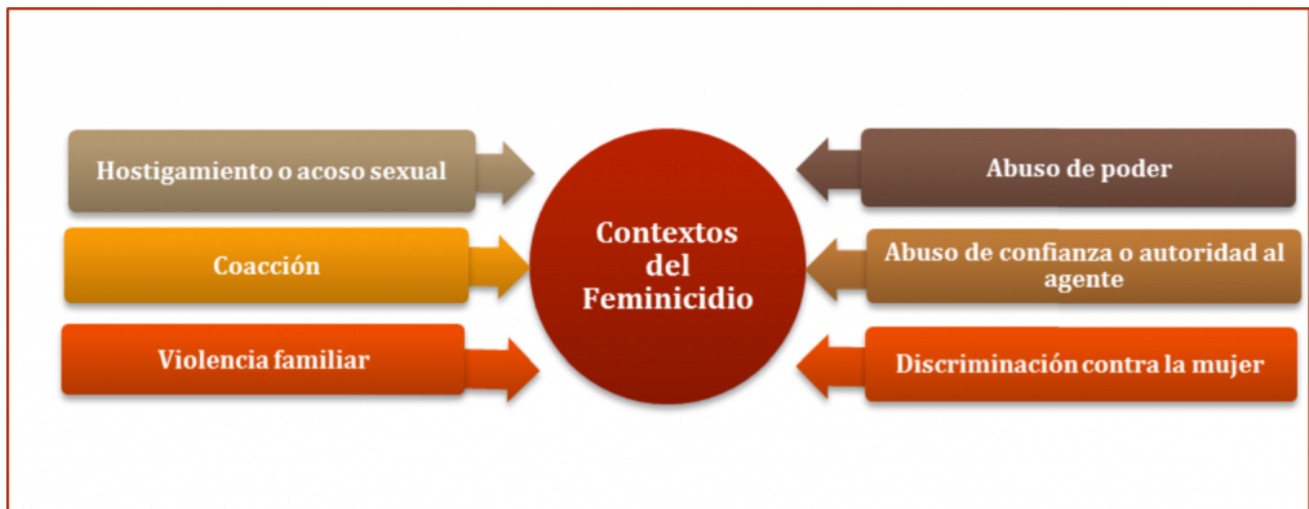 Hostigamiento o acoso sexual
Coacción
Violencia familiar
Contextos
del
Feminicidio
Abuso de poder
Abuso de confianza o autoridad al
agente
Discriminación contra la mujer